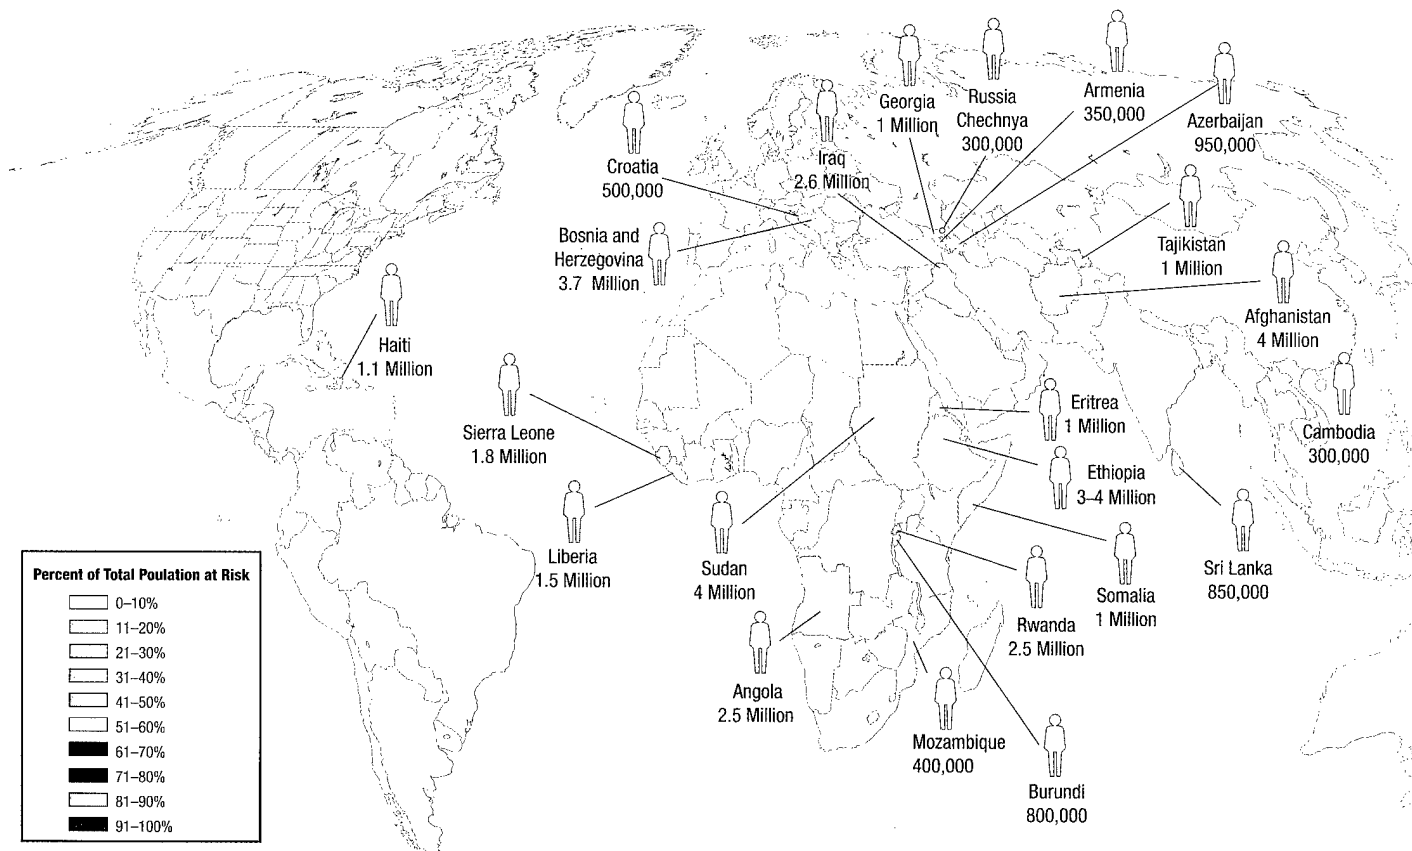 Georgia
1 Million
Russia
Chechnya
300,000
Armenia
350,000
Azerbaijan
950,000
Croatia
500,000
Iraq
2.6 Million
Bosnia and
Herzegovina
3.7 Million
Tajikistan
1 Million
Afghanistan
4 Million
Haiti
1.1 Million
Sierra Leone
1.8 Million
Eritrea
1 Million
Cambodia
300,000
Ethiopia
3–4 Million
Liberia
1.5 Million
Sudan
4 Million
Somalia
1 Million
Sri Lanka
850,000
Rwanda
2.5 Million
Angola
2.5 Million
Mozambique
400,000
Burundi
800,000
Percent of Total Poulation at Risk
0–10%
11–20%
21–30%
31–40%
41–50%
51–60%
61–70%
71–80%
81–90%
91–100%